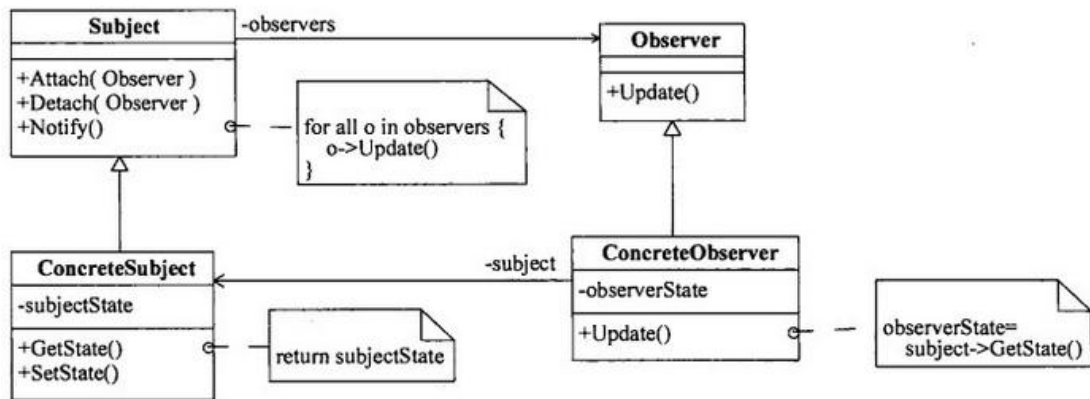 Subject
-observers
Observer
+Attach( Observer )
+Detach( Observer )
+Notify()
+Update()
for all o in observers {
o->Update()
}
ConcreteSubject
-subjectState
+GetState()
+SetState()
return subjectState
-subject
ConcreteObserver
-observerState
+Update()
observerState=
subject->GetState()